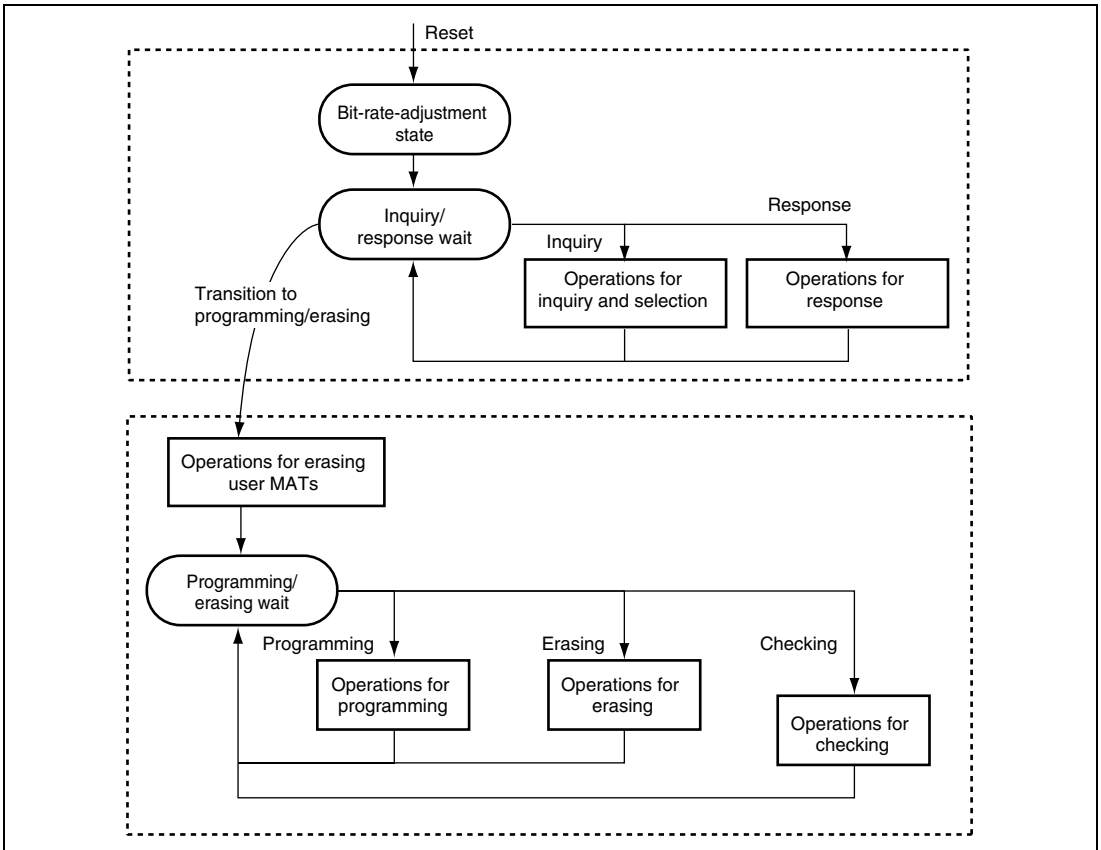 Reset
Bit-rate-adjustment
state
Inquiry/
response wait
Response
Inquiry
Operations for
inquiry and selection
Operations for
response
Transition to
programming/erasing
Operations for erasing
user MATs
Programming/
erasing wait
Programming
Erasing
Checking
Operations for
programming
Operations for
erasing
Operations for
checking